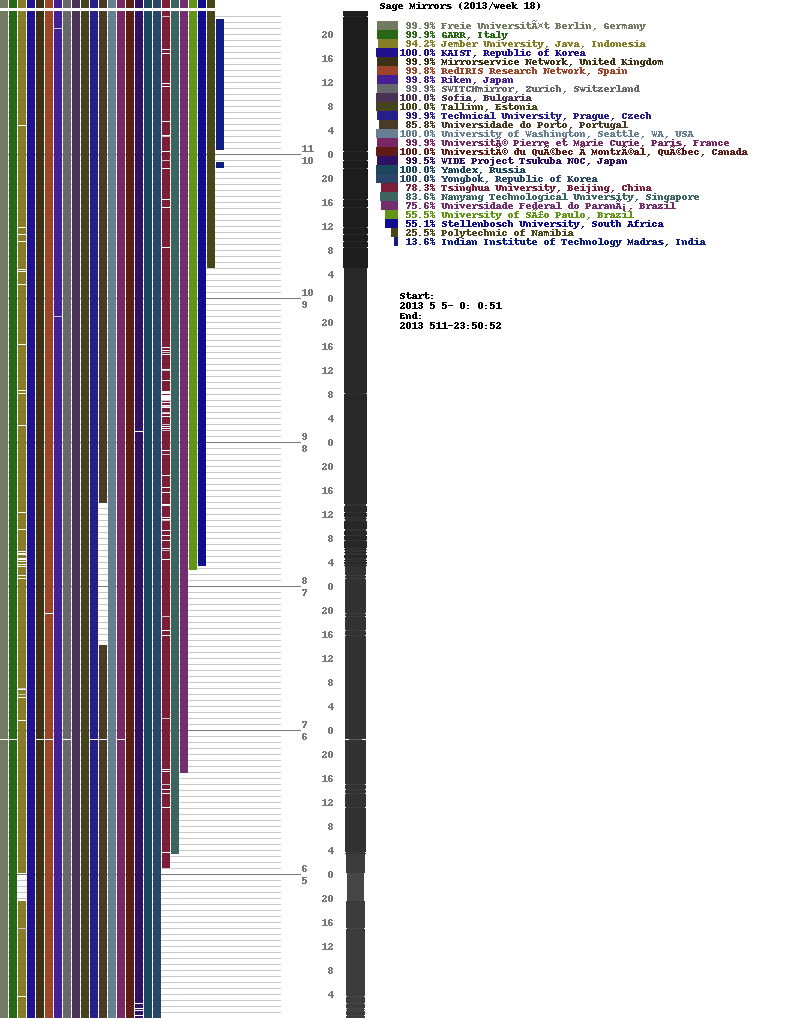 Sage Mirrors (2013/week 18)
99.9% Freie UniversitÃ¤t Berlin, Germany
99.9% GARR, Italy
94.2% Jember University, Java, Indonesia
100.0% KAIST, Republic of Korea
99.9% Mirrorservice Network, United Kingdom
99.8% RedIRIS Research Network, Spain
99.8% Riken, Japan
99.9% SWITCHmirror, Zurich, Switzerland
100.0% Sofia, Bulgaria
100.0% Tallinn, Estonia
99.9% Technical University, Prague, Czech
85.8% Universidade do Porto, Portugal
100.0% University of Washington, Seattle, WA, USA
99.9% UniversitÃ© Pierre et Marie Curie, Paris, France
100.0% UniversitÃ© du QuÃ©bec Ã MontrÃ©al, QuÃ©bec, Canada
99.5% WIDE Project Tsukuba NOC, Japan
100.0% Yandex, Russia
100.0% Yongbok, Republic of Korea
78.3% Tsinghua University, Beijing, China
83.6% Nanyang Technological University, Singapore
75.6% Universidade Federal do ParanÃ¡, Brazil
55.5% University of SÃ£o Paulo, Brazil
55.1% Stellenbosch University, South Africa
25.5% Polytechnic of Namibia
13.6% Indian Institute of Technology Madras, India
Start:
2013 5 5- 0: 0:51
End:
2013 511-23:50:52
20
16
12
8
4
11
0
10
20
16
12
8
4
10
0
9
20
16
12
8
4
9
0
8
20
16
12
8
4
8
0
7
20
16
12
8
4
7
0
6
20
16
12
8
4
6
0
5
20
16
12
8
4